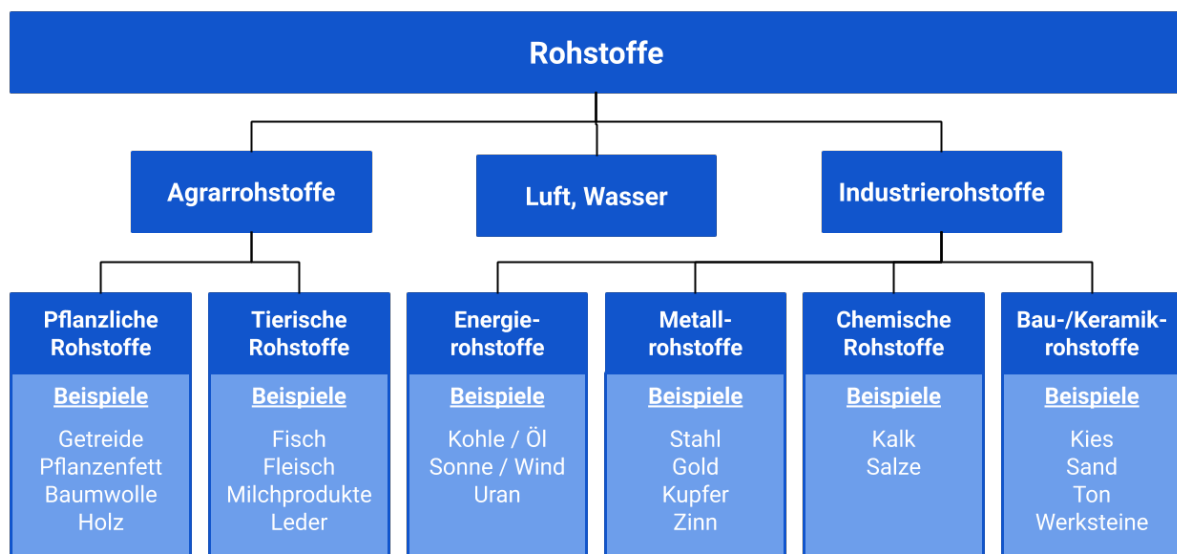 Rohstoffe
Agrarrohstoffe
Luft, Wasser
Industrierohstoffe
Pflanzliche
Rohstoffe
Beispiele
Getreide
Pflanzenfett
Baumwolle
Holz
Tierische
Rohstoffe
Beispiele
Fisch
Fleisch
Milchprodukte
Leder
Energie-
rohstoffe
Beispiele
Kohle / Öl
Sonne / Wind
Uran
Metall-
rohstoffe
Beispiele
Stahl
Gold
Kupfer
Zinn
Chemische
Rohstoffe
Beispiele
Kalk
Salze
Bau-/Keramik-
rohstoffe
Beispiele
Kies
Sand
Ton
Werksteine